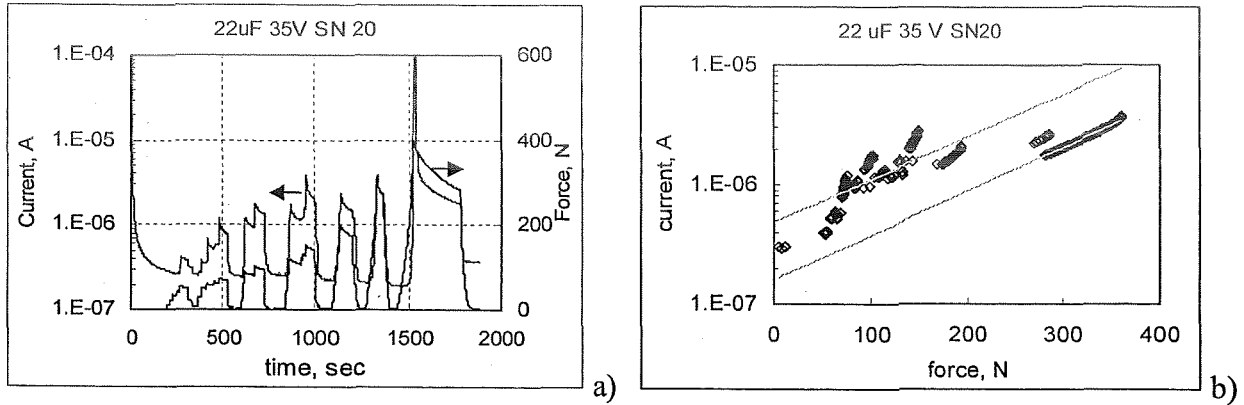 22uF 35V SN 20
1.E-04
1.E-05
1.E-06
1.E-07
Current, A
600
400
200
0
Force, N
0 500 1000 1500 2000
time, sec
a)
22 uF 35 V SN20
1.E-05
1.E-06
1.E-07
current, A
0 100 200 300 400
force, N
b)